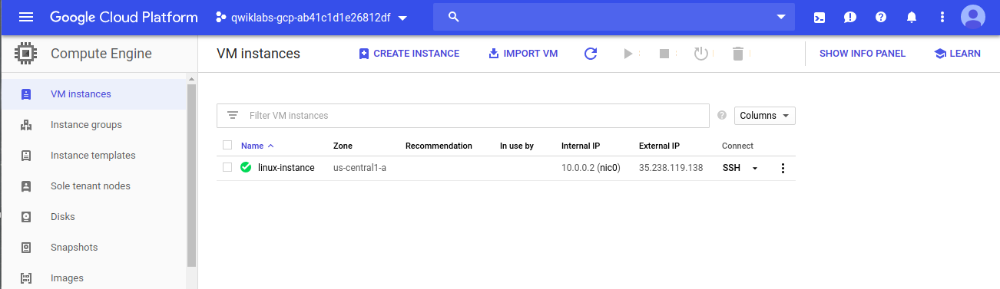 Google Cloud Platform qwiklabs-gcp-ab41c1d1e26812df
Compute Engine
VM instances CREATE INSTANCE IMPORT VM SHOW INFO PANEL LEARN
VM instances
Instance groups
Instance templates
Sole tenant nodes
Disks
Snapshots
Images
Filter VM instances Columns
Name Zone Recommendation In use by Internal IP External IP Connect
linux-instance us-central1-a 10.0.0.2 (nic0) 35.238.119.138 SSH